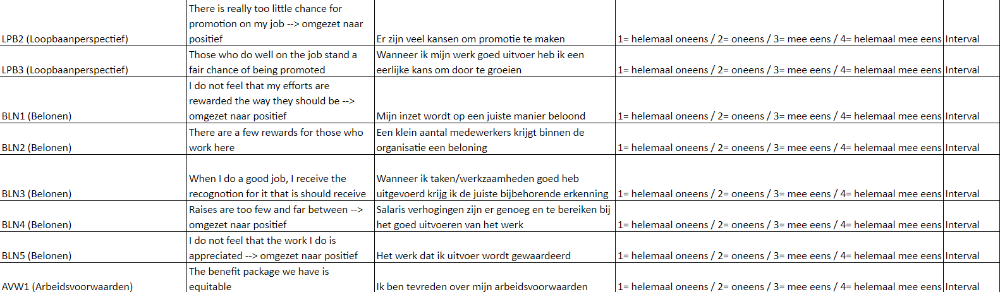 There is really too little chance for
promotion on my job --> omgezet naar
LPB2 (Loopbaanperspectief) positief Er zijn veel kansen om promotie te maken 1= helemaal oneens / 2= oneens / 3= mee eens / 4= helemaal mee eens Interval
Those who do well on the job stand a Wanneer ik mijn werk goed uitvoer heb ik een
LPB3 (Loopbaanperspectief) fair chance of being promoted eerlijke kans om door te groeien 1= helemaal oneens / 2= oneens / 3= mee eens / 4= helemaal mee eens Interval
I do not feel that my efforts are
rewarded the way they should be -->
BLN1 (Belonen) omgezet naar positief Mijn inzet wordt op een juiste manier beloond 1= helemaal oneens / 2= oneens / 3= mee eens / 4= helemaal mee eens Interval
There are a few rewards for those who Een klein aantal medewerkers krijgt binnen de
BLN2 (Belonen) work here organisatie een beloning 1= helemaal oneens / 2= oneens / 3= mee eens / 4= helemaal mee eens Interval
When I do a good job, I receive the Wanneer ik taken/werkzaamheden goed heb
BLN3 (Belonen) recognotion for it that is should receive uitgevoerd krijg ik de juiste bijbehorende erkenning 1= helemaal oneens / 2= oneens / 3= mee eens / 4= helemaal mee eens Interval
Raises are too few and far between --> Salaris verhogingen zijn er genoeg en te bereiken bij
BLN4 (Belonen) omgezet naar positief het goed uitvoeren van het werk 1= helemaal oneens / 2= oneens / 3= mee eens / 4= helemaal mee eens Interval
I do not feel that the work I do is
BLN5 (Belonen) appreciated --> omgezet naar positief Het werk dat ik uitvoer wordt gewaardeerd 1= helemaal oneens / 2= oneens / 3= mee eens / 4= helemaal mee eens Interval
The benefit package we have is
AVW1 (Arbeidsvoorwaarden) equitable Ik ben tevreden over mijn arbeidsvoorwaarden 1= helemaal oneens / 2= oneens / 3= mee eens / 4= helemaal mee eens Interval